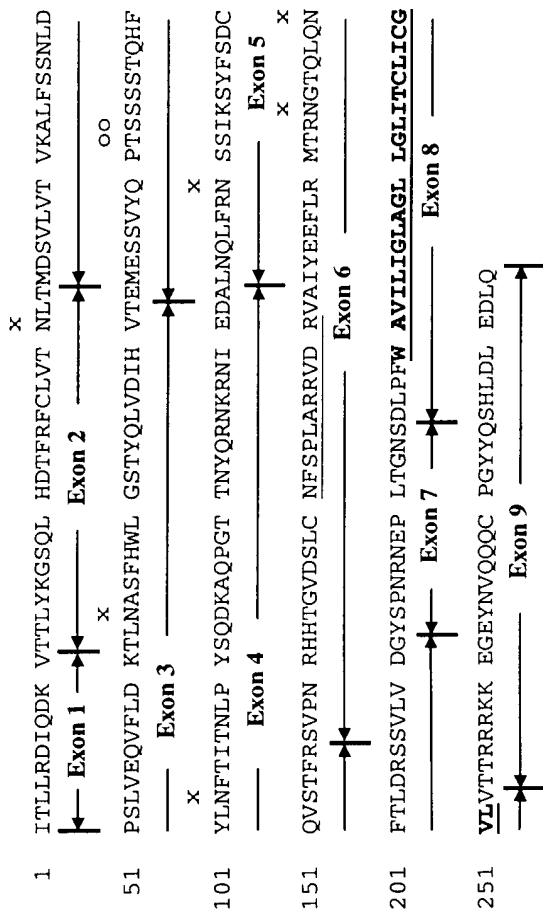 x
1 ITLLRDIQDK VTTLYKGSQL HDTFRFCLVT NLTMDSVLVT VKALFSSNLD
Exon 1 Exon 2
x oo
51 PSLVEQVFLD KTLNASFHWL GSTYQLVDIH VTEMESSVYQ PTSSSSTQHF
Exon 3
x x
101 YLNFTITNLP YSQDKAQPGT TNYQRNKRNI EDALNQLFRN SSIKSYFSDC
Exon 4 Exon 5
x x
151 QVSTFRSVPN RHHTGVDSLC NFSPLARRVD RVAIYEEFLR MTRNGTQLQN
Exon 6
201 FTLDRSSVLV DGYSPNRNEP LTGNSDLPFW AVILIGLAGL LGLITCLICG
Exon 7 Exon 8
251 VLVTTRRRKK EGEYNVQQQC PGYYQSHLDL EDLQ
Exon 9